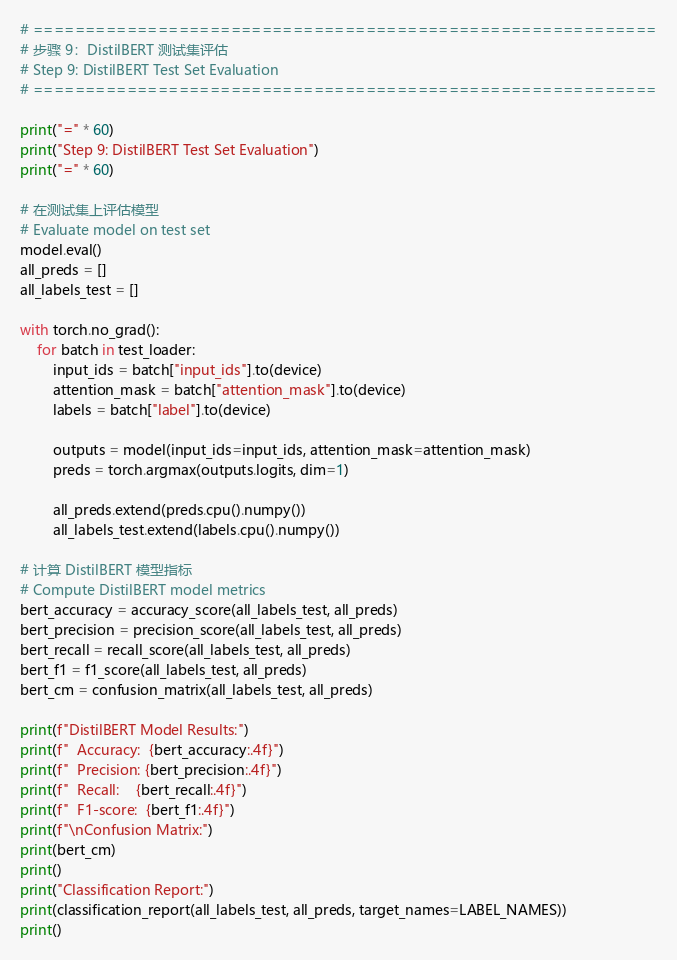 # ============================================================
# 步骤 9：DistilBERT 测试集评估
# Step 9: DistilBERT Test Set Evaluation
# ============================================================
print("=" * 60)
print("Step 9: DistilBERT Test Set Evaluation")
print("=" * 60)
# 在测试集上评估模型
# Evaluate model on test set
model.eval()
all_preds = []
all_labels_test = []
with torch.no_grad():
    for batch in test_loader:
        input_ids = batch["input_ids"].to(device)
        attention_mask = batch["attention_mask"].to(device)
        labels = batch["label"].to(device)
        outputs = model(input_ids=input_ids, attention_mask=attention_mask)
        preds = torch.argmax(outputs.logits, dim=1)
        all_preds.extend(preds.cpu().numpy())
        all_labels_test.extend(labels.cpu().numpy())
# 计算 DistilBERT 模型指标
# Compute DistilBERT model metrics
bert_accuracy = accuracy_score(all_labels_test, all_preds)
bert_precision = precision_score(all_labels_test, all_preds)
bert_recall = recall_score(all_labels_test, all_preds)
bert_f1 = f1_score(all_labels_test, all_preds)
bert_cm = confusion_matrix(all_labels_test, all_preds)
print(f"DistilBERT Model Results:")
print(f"  Accuracy:  {bert_accuracy:.4f}")
print(f"  Precision: {bert_precision:.4f}")
print(f"  Recall:    {bert_recall:.4f}")
print(f"  F1-score:  {bert_f1:.4f}")
print(f"\nConfusion Matrix:")
print(bert_cm)
print()
print("Classification Report:")
print(classification_report(all_labels_test, all_preds, target_names=LABEL_NAMES))
print()